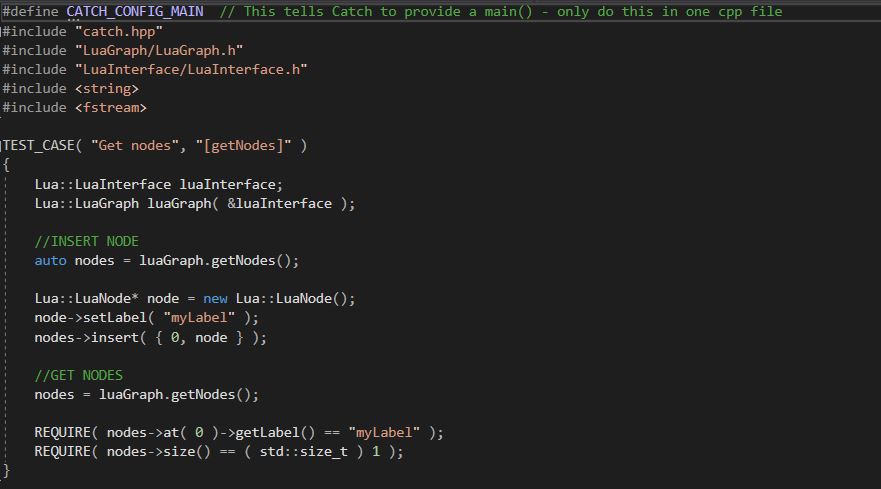 #define CATCH_CONFIG_MAIN  // This tells Catch to provide a main() - only do this in one cpp file
#include "catch.hpp"
#include "LuaGraph/LuaGraph.h"
#include "LuaInterface/LuaInterface.h"
#include <string>
#include <fstream>

TEST_CASE( "Get nodes", "[getNodes]" )
{
    Lua::LuaInterface luaInterface;
    Lua::LuaGraph luaGraph( &luaInterface );

    //INSERT NODE
    auto nodes = luaGraph.getNodes();

    Lua::LuaNode* node = new Lua::LuaNode();
    node->setLabel( "myLabel" );
    nodes->insert( { 0, node } );

    //GET NODES
    nodes = luaGraph.getNodes();

    REQUIRE( nodes->at( 0 )->getLabel() == "myLabel" );
    REQUIRE( nodes->size() == ( std::size_t ) 1 );
}